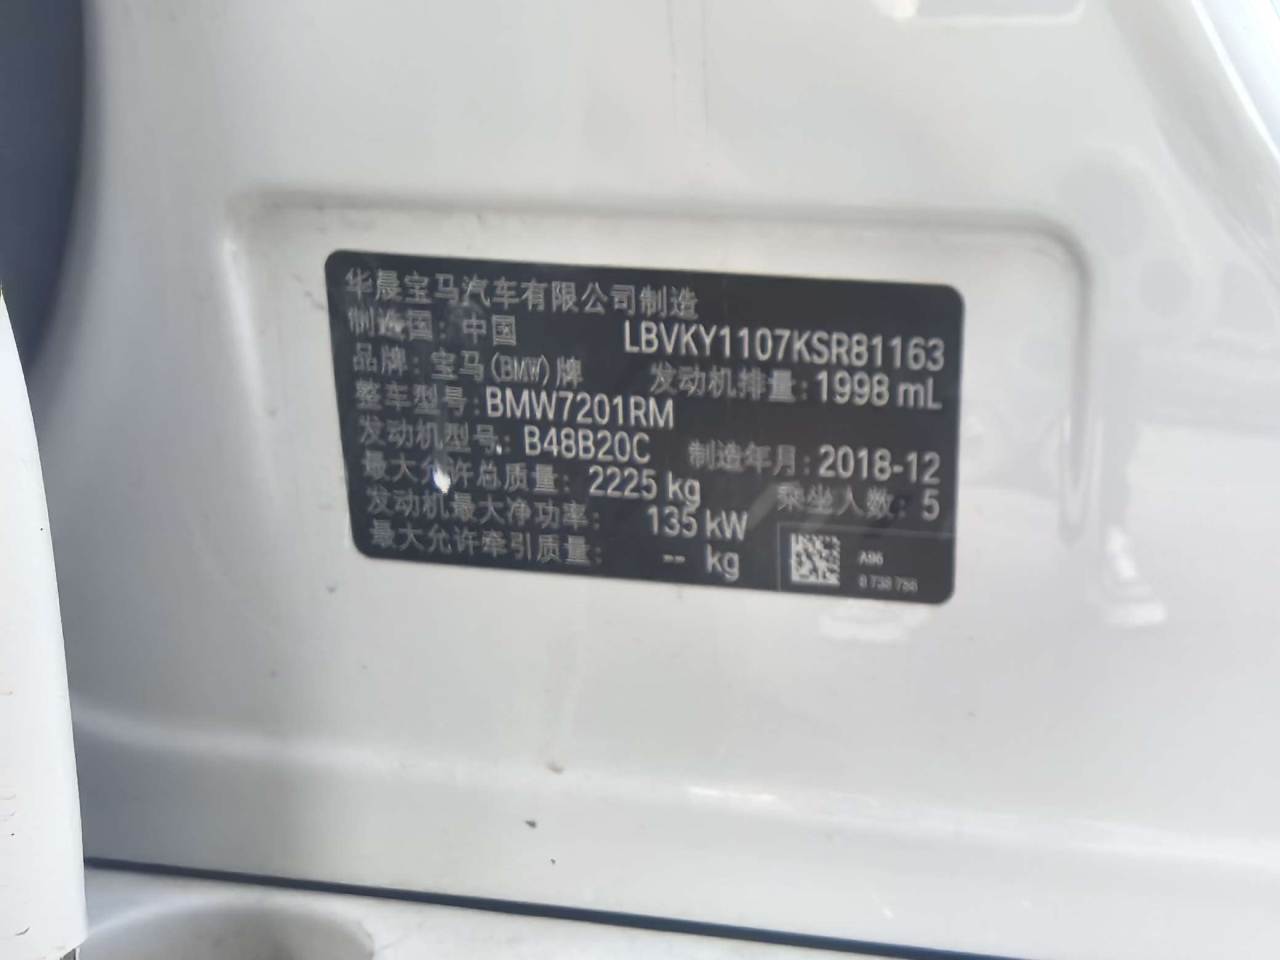 华晨宝马汽车有限公司制造
制造国: 中国 LBVKY1107KSR81163
品牌: 宝马(BMW)牌 发动机排量: 1998 mL
整车型号: BMW7201RM
发动机型号: B48B20C 制造年月: 2018-12
最大允许总质量: 2225 kg 乘坐人数: 5
发动机最大净功率: 135 kW
最大允许牵引质量: -- kg
A96
8 738 786